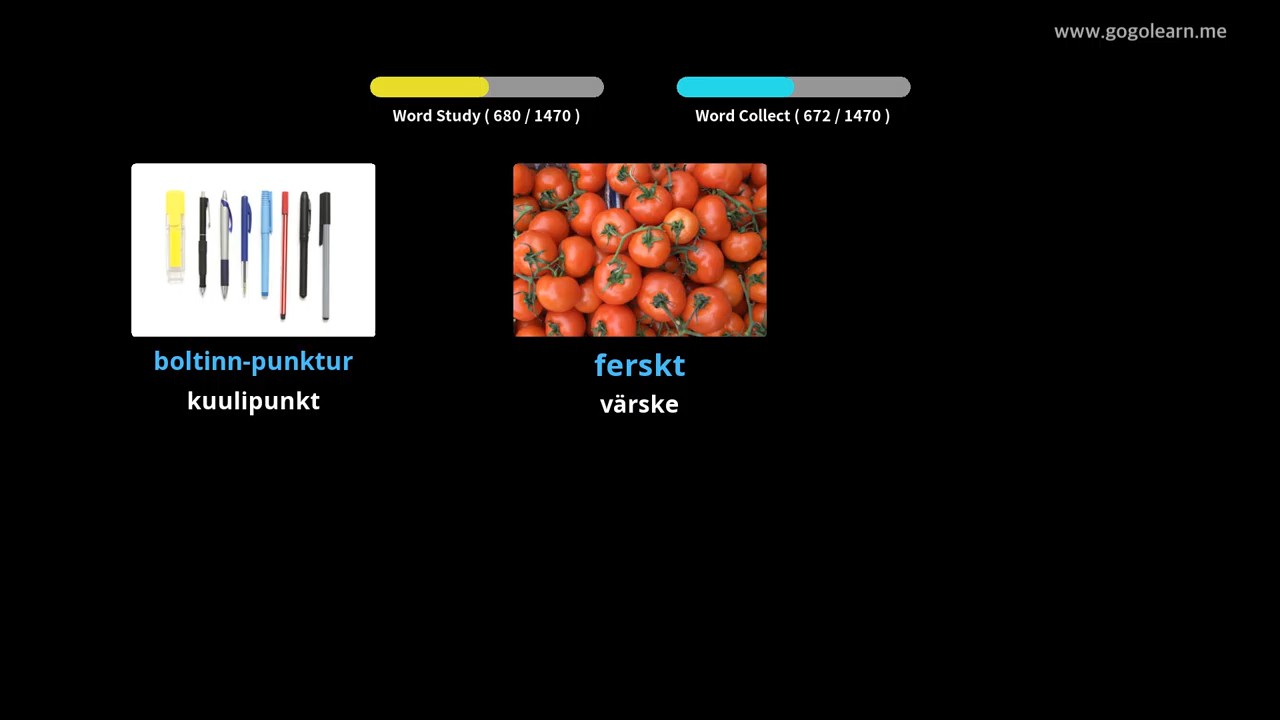 www.gogolearn.me
Word Study ( 680 / 1470 )
Word Collect ( 672 / 1470 )
boltinn-punktur
kuulipunkt
ferskt
värske